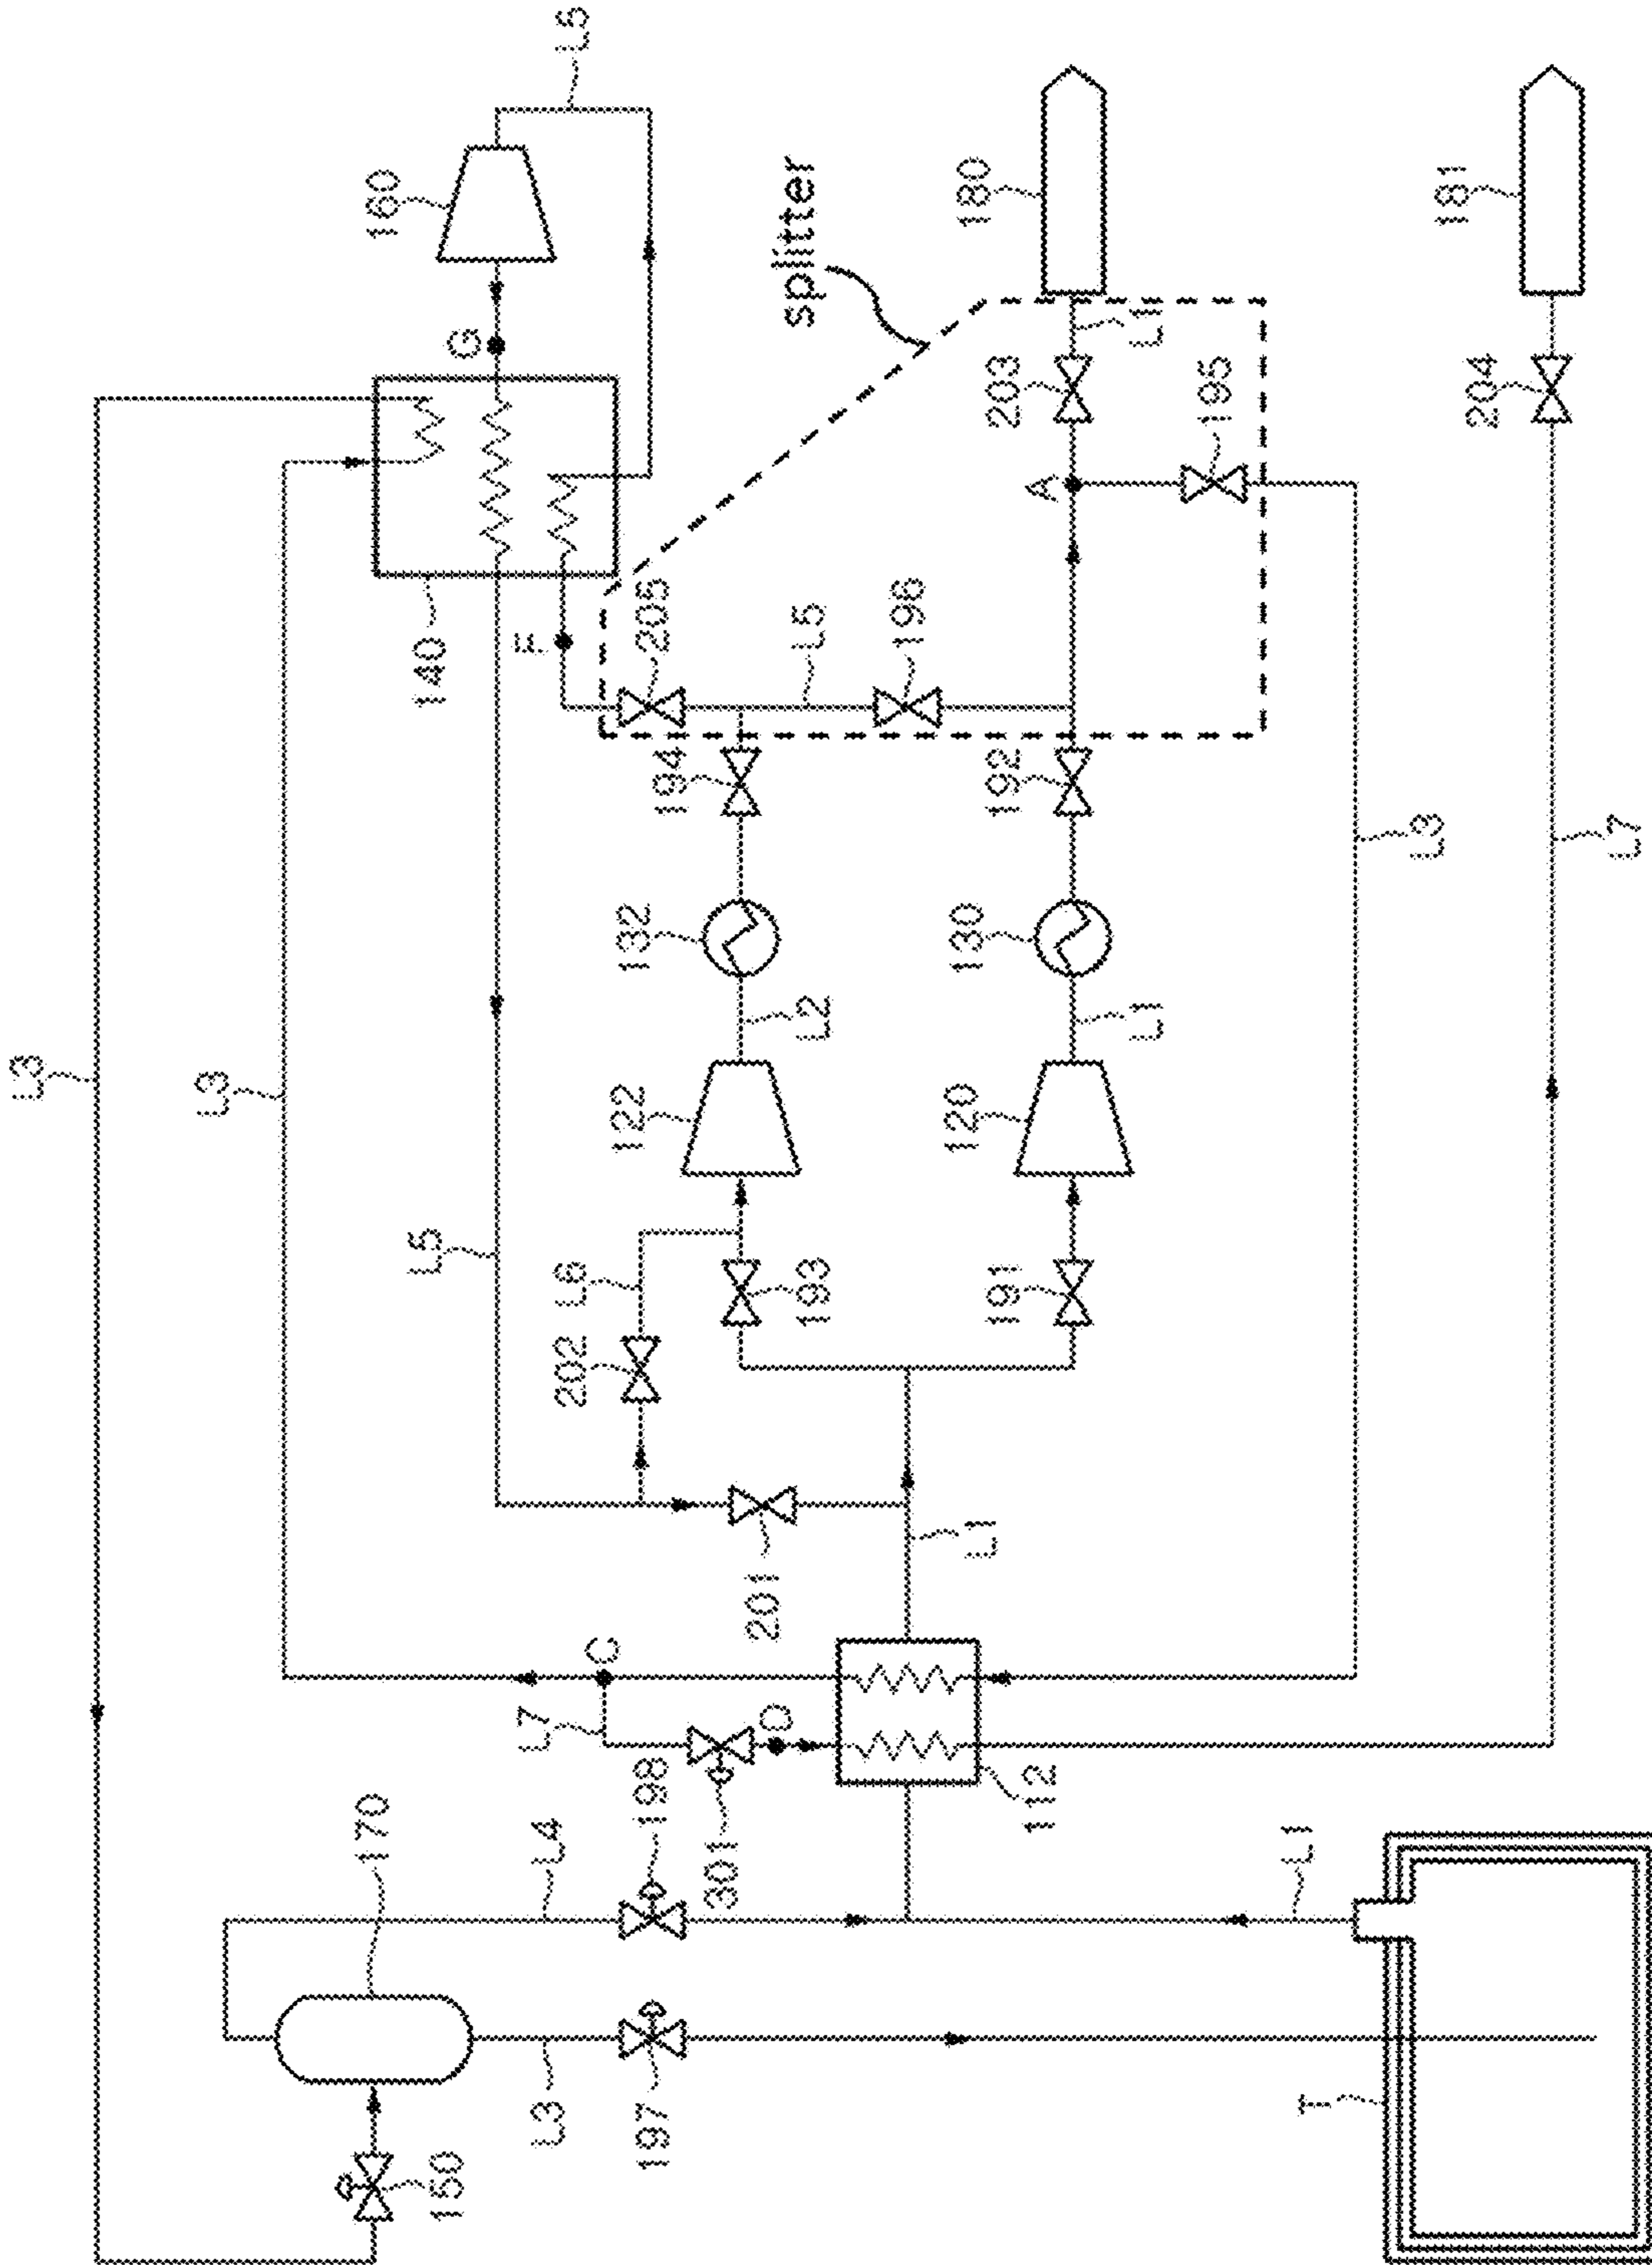 L3
L3
170
160
L5
140
150
G
F
L7
L4
L3
202
L6
L5
C
122
132
197
198
205
194
301
201
D
splitter
193
L2
L5
196
120
130
180
L1
191
192
203
112
A
L1
L1
195
T
L1
L3
181
204
L7